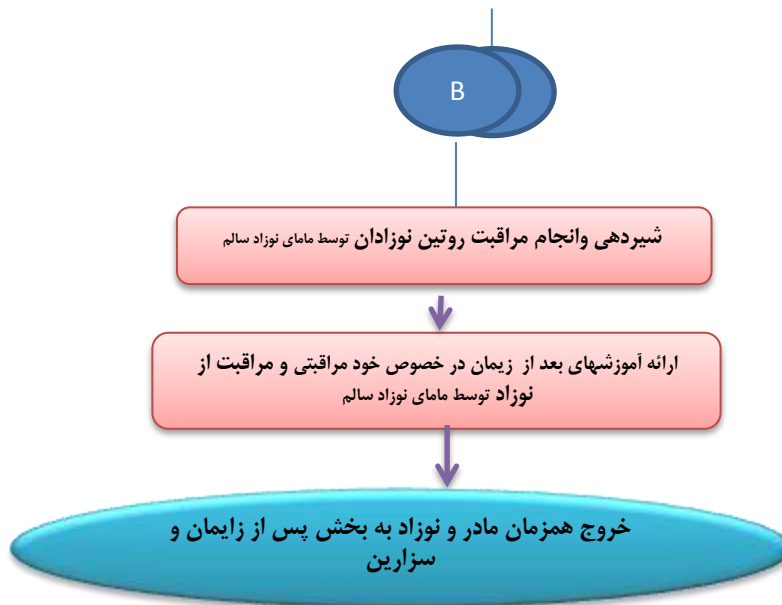 B
شیردهی وانجام مراقبت روتین نوزادان توسط مامای نوزاد سالم
ارائه آموزشهای بعد از زیمان در خصوص خود مراقبتی و مراقبت از
نوزاد توسط مامای نوزاد سالم
خروج همزمان مادر و نوزاد به بخش پس از زایمان و
سزارین